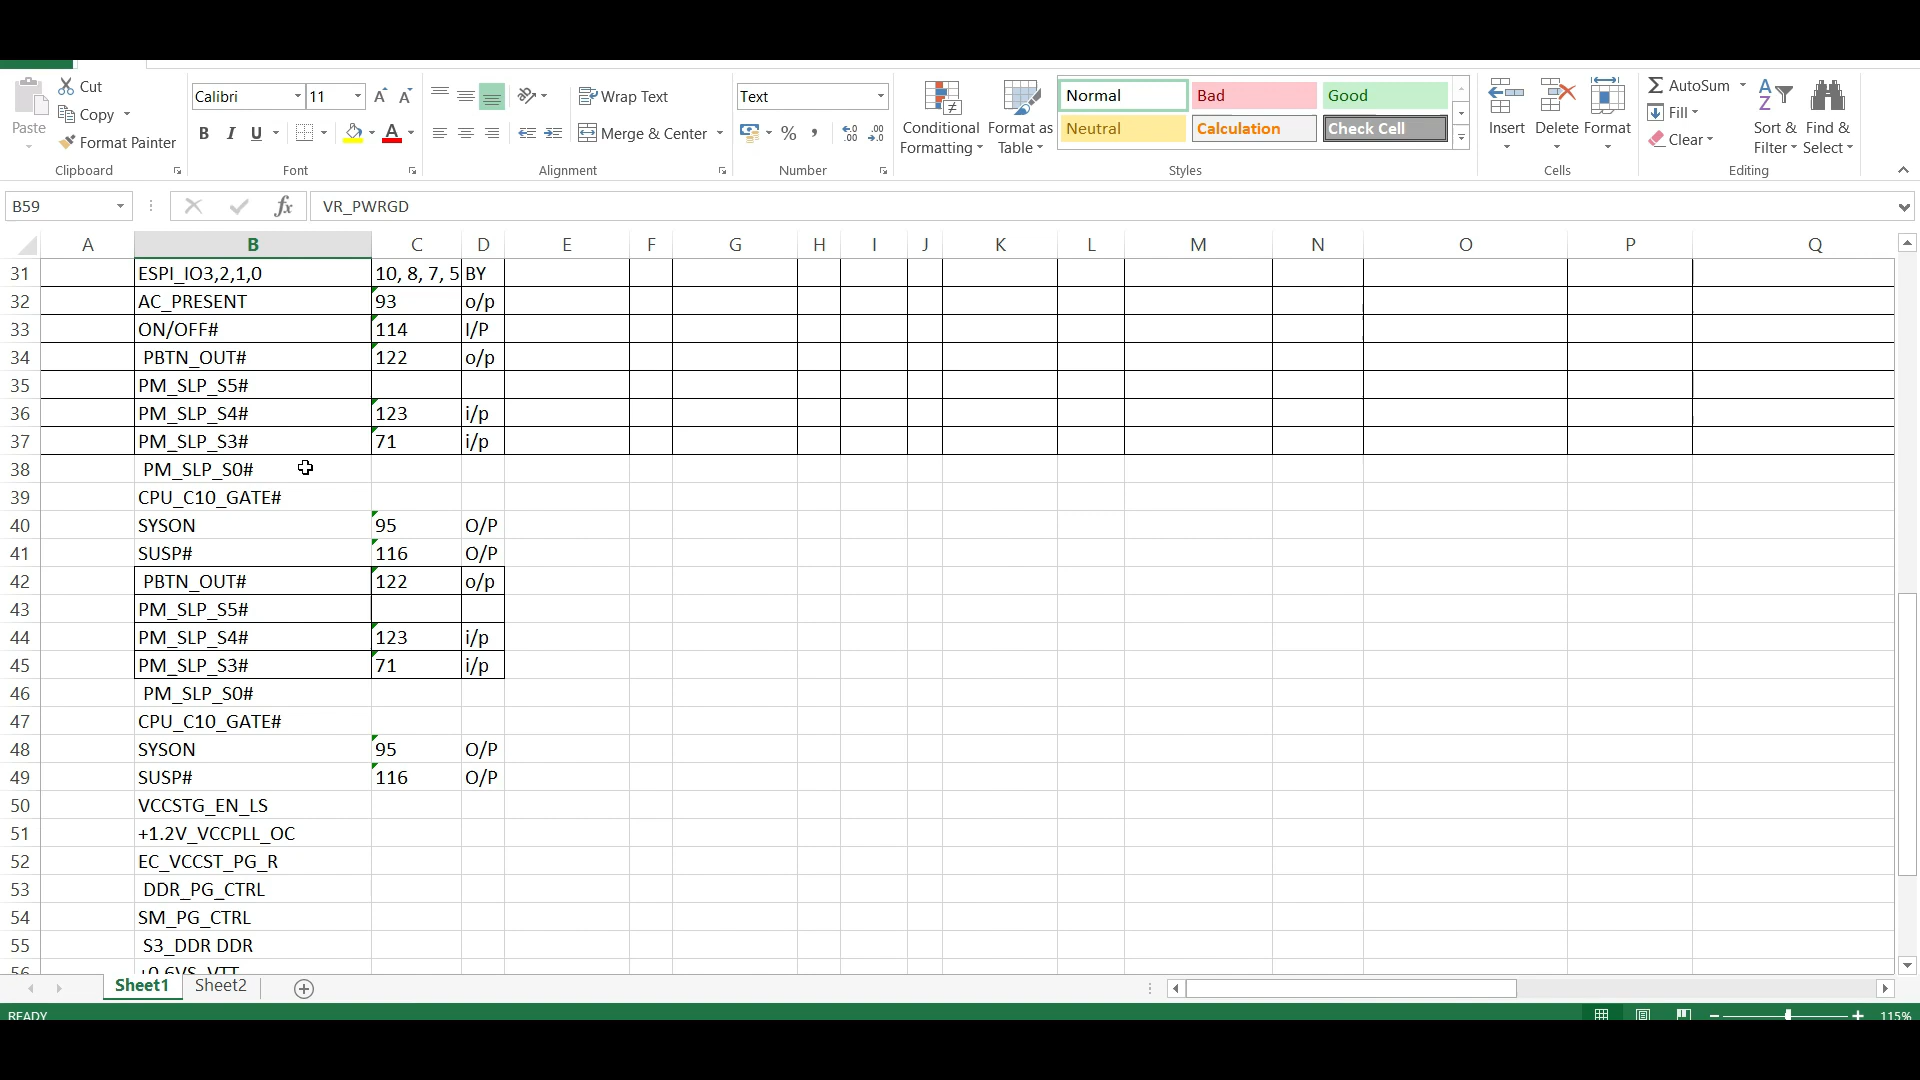 Paste
Cut
Copy
Format Painter
Clipboard
Calibri 11
B I U A
Font
Wrap Text
Merge & Center
Alignment
Text
% ,
Number
Conditional Formatting
Format as Table
Normal Bad Good
Neutral Calculation Check Cell
Styles
Insert Delete Format
Cells
AutoSum
Fill
Clear
Sort & Filter
Find & Select
Editing
B59 fx VR_PWRGD
A B C D E F G H I J K L M N O P Q
31 ESPI_IO3,2,1,0 10, 8, 7, 5 BY
32 AC_PRESENT 93 o/p
33 ON/OFF# 114 I/P
34 PBTN_OUT# 122 o/p
35 PM_SLP_S5#
36 PM_SLP_S4# 123 i/p
37 PM_SLP_S3# 71 i/p
38 PM_SLP_S0#
39 CPU_C10_GATE#
40 SYSON 95 O/P
41 SUSP# 116 O/P
42 PBTN_OUT# 122 o/p
43 PM_SLP_S5#
44 PM_SLP_S4# 123 i/p
45 PM_SLP_S3# 71 i/p
46 PM_SLP_S0#
47 CPU_C10_GATE#
48 SYSON 95 O/P
49 SUSP# 116 O/P
50 VCCSTG_EN_LS
51 +1.2V_VCCPLL_OC
52 EC_VCCST_PG_R
53 DDR_PG_CTRL
54 SM_PG_CTRL
55 S3_DDR DDR
56 +0.6VS_VTT
Sheet1 Sheet2
READY 115%